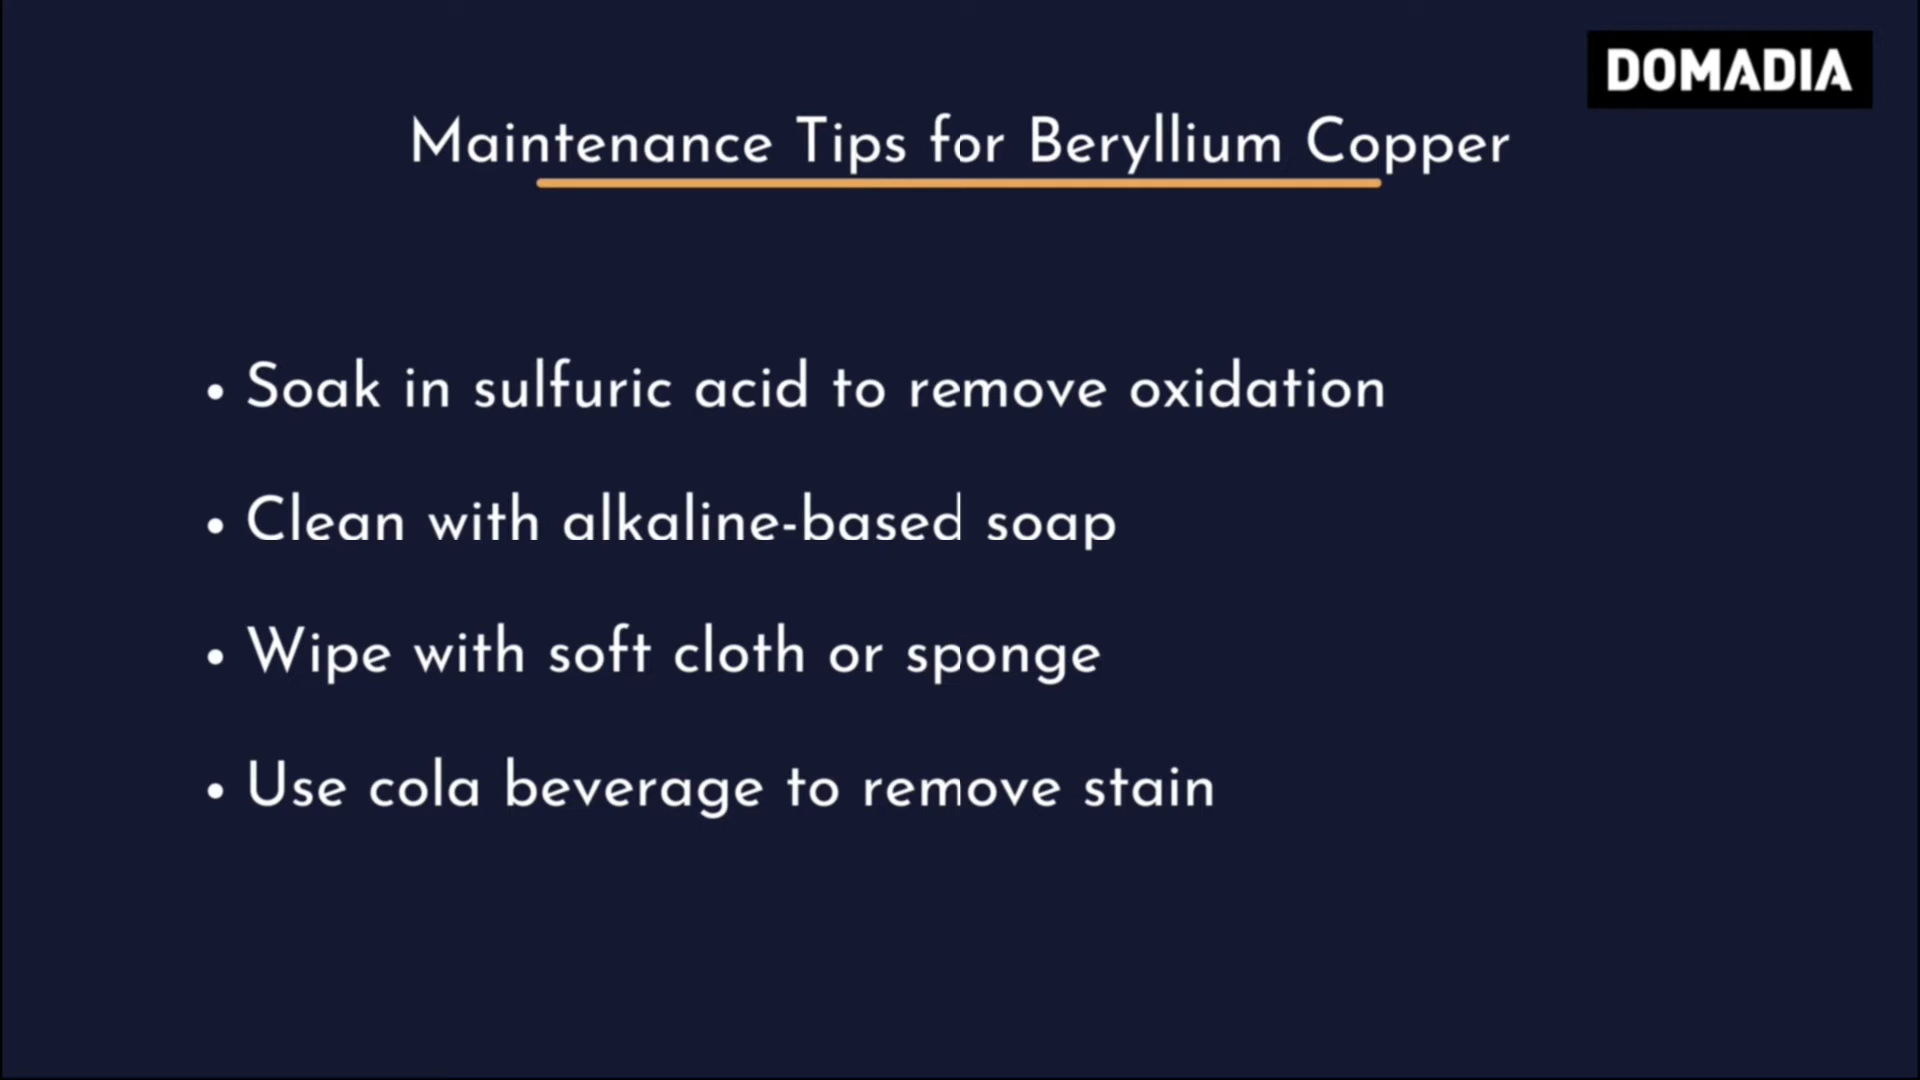 DOMADIA
Maintenance Tips for Beryllium Copper
• Soak in sulfuric acid to remove oxidation
• Clean with alkaline-based soap
• Wipe with soft cloth or sponge
• Use cola beverage to remove stain